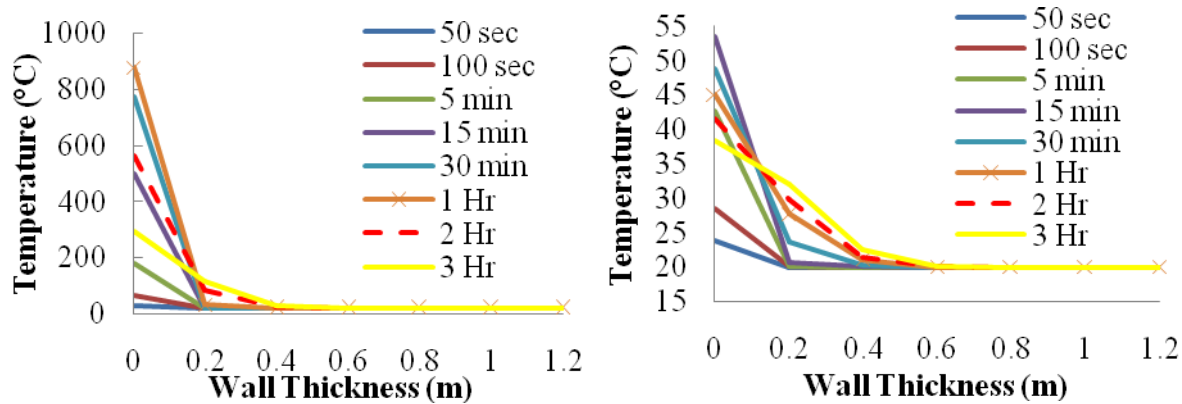 Temperature (°C)
1000
800
600
400
200
0
0 0.2 0.4 0.6 0.8 1 1.2
Wall Thickness (m)
50 sec
100 sec
5 min
15 min
30 min
1 Hr
2 Hr
3 Hr
Temperature (°C)
55
50
45
40
35
30
25
20
15
0 0.2 0.4 0.6 0.8 1 1.2
Wall Thickness (m)
50 sec
100 sec
5 min
15 min
30 min
1 Hr
2 Hr
3 Hr